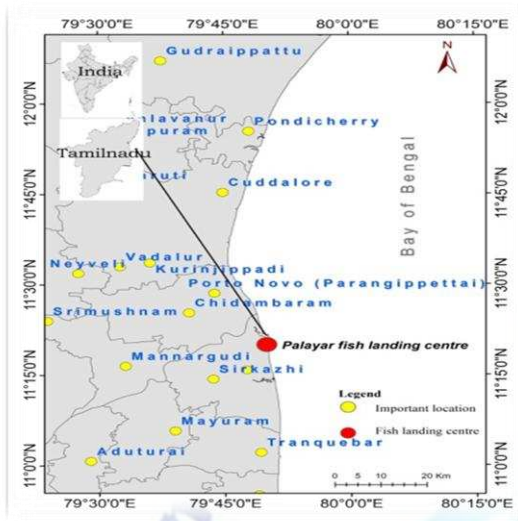 79°30'0"E 79°45'0"E 80°0'0"E 80°15'0"E
Gudraippattu
N
India
12°0'0"N
12°0'0"N
Pondicherry
puram
Tamilnadu
Cuddalore
11°45'0"N
11°45'0"N
Bay of Bengal
Vadalur
Neyveli
Kurinjippadi
11°30'0"N
11°30'0"N
Porto Novo (Parangippettai)
Chidambaram
Srimushnam
Palayar fish landing centre
Mannargudi
Sirkazhi
11°15'0"N
11°15'0"N
Legend
Important location
Fish landing centre
Mayuram
Tranquebar
Aduturai
11°0'0"N
11°0'0"N
0 5 10 20 Km
79°30'0"E 79°45'0"E 80°0'0"E 80°15'0"E